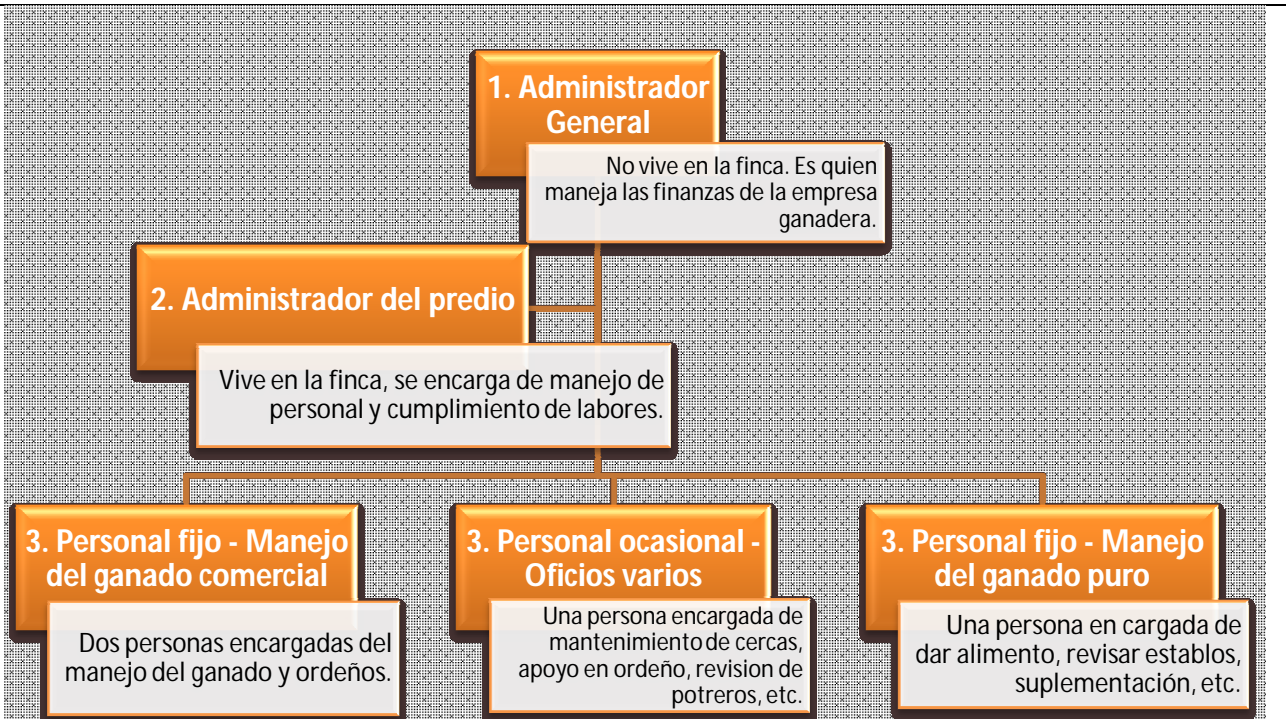 1. Administrador
General
No vive en la finca. Es quien
maneja las finanzas de la empresa
ganadera.
2. Administrador del predio
Vive en la finca, se encarga de manejo de
personal y cumplimiento de labores.
3. Personal fijo - Manejo
del ganado comercial
Dos personas encargadas del
manejo del ganado y ordeños.
3. Personal ocasional -
Oficios varios
Una persona encargada de
mantenimiento de cercas,
apoyo en ordeño, revision de
potreros, etc.
3. Personal fijo - Manejo
del ganado puro
Una persona en cargada de
dar alimento, revisar establos,
suplementación, etc.